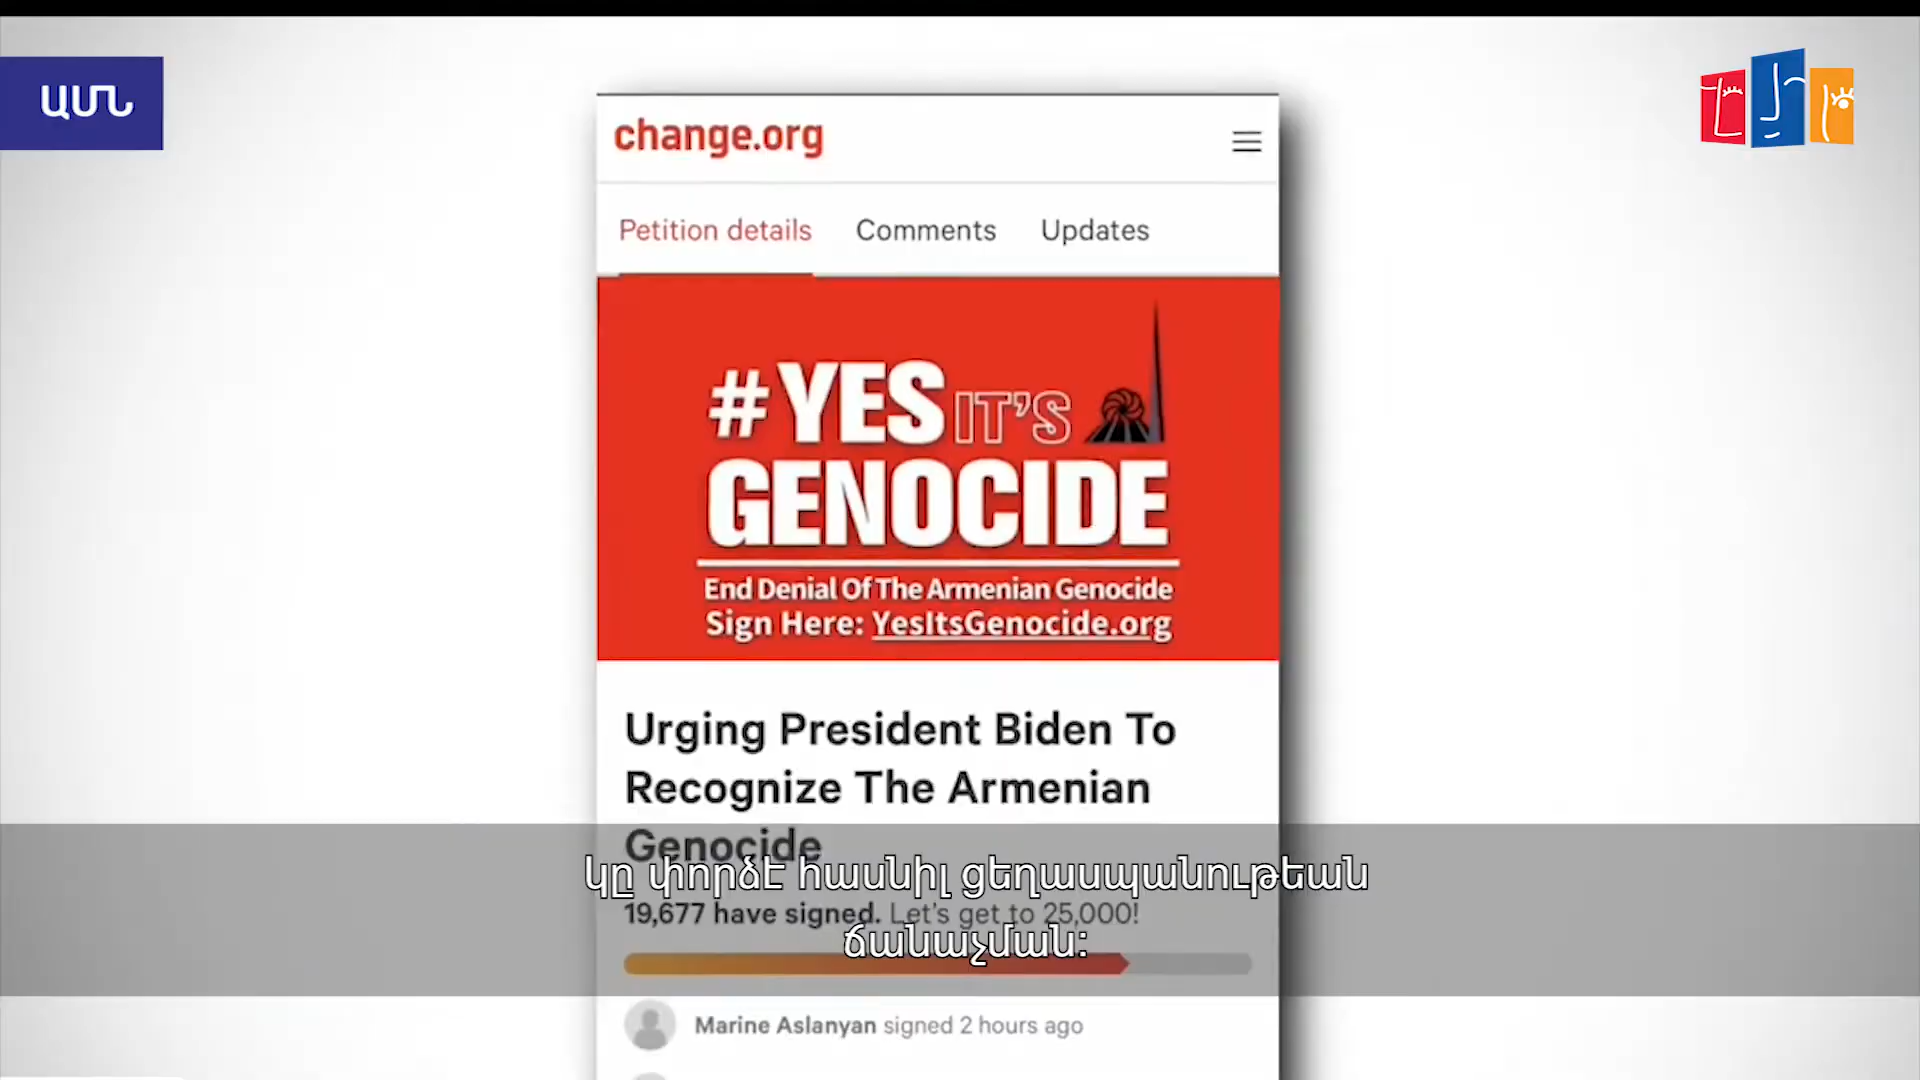 ԱՄՆ
change.org
Petition details Comments Updates
#YES IT'S
GENOCIDE
End Denial Of The Armenian Genocide
Sign Here: YesItsGenocide.org
Urging President Biden To
Recognize The Armenian
Genocide
կը փորձէ հասնիլ ցեղասպանութեան
19,677 have signed. Let's get to 25,000!
ճանաչման։
Marine Aslanyan signed 2 hours ago